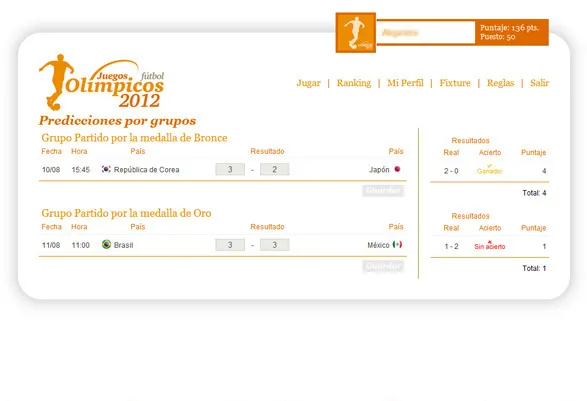 Puntaje: 136 pts.
Puesto: 50
Juegos fútbol
Olímpicos
2012
Jugar | Ranking | Mi Perfil | Fixture | Reglas | Salir
Predicciones por grupos
Grupo Partido por la medalla de Bronce
Fecha Hora País Resultado País
10/08 15:45 República de Corea 3 - 2 Japón
Guardar
Resultados
Real Acierto Puntaje
2 - 0 Ganador 4
Total: 4
Grupo Partido por la medalla de Oro
Fecha Hora País Resultado País
11/08 11:00 Brasil 3 - 3 México
Guardar
Resultados
Real Acierto Puntaje
1 - 2 Sin acierto 1
Total: 1